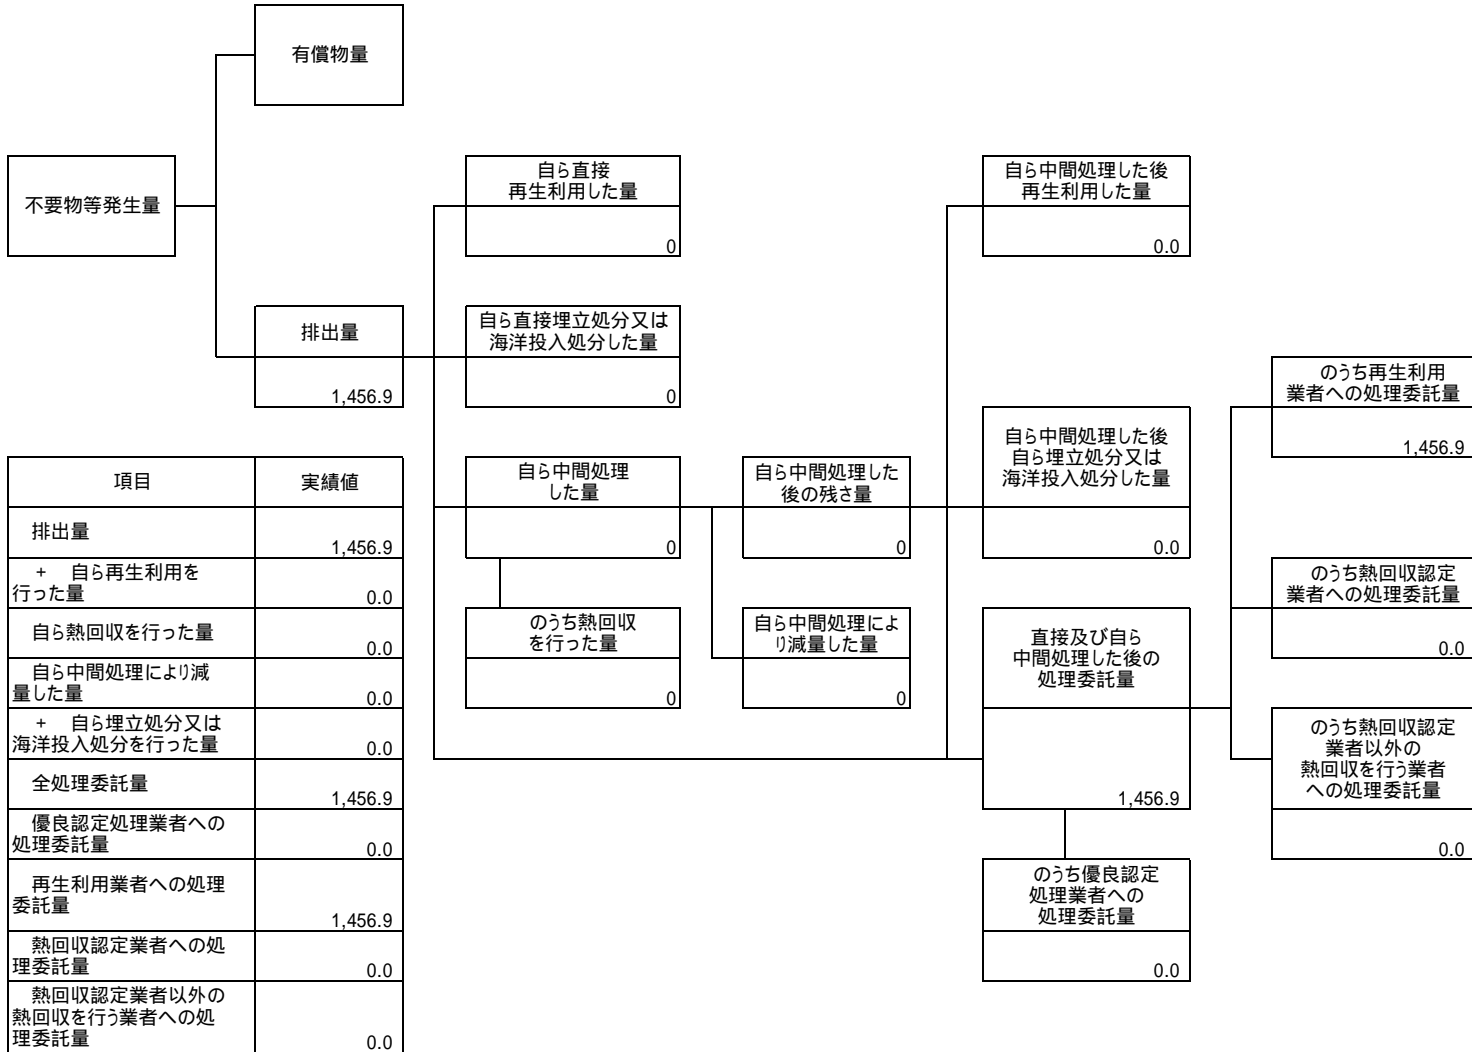 有償物量
不要物等発生量
自ら直接
再生利用した量
0
自ら中間処理した後
再生利用した量
0.0
排出量
1,456.9
自ら直接埋立処分又は
海洋投入処分した量
0
のうち再生利用
業者への処理委託量
1,456.9
自ら中間処理
した量
0
自ら中間処理した
後の残さ量
0
自ら中間処理した後
自ら埋立処分又は
海洋投入処分した量
0.0
のうち熱回収認定
業者への処理委託量
0.0
のうち熱回収
を行った量
0
自ら中間処理によ
り減量した量
0
直接及び自ら
中間処理した後の
処理委託量
1,456.9
のうち熱回収認定
業者以外の
熱回収を行う業者
への処理委託量
0.0
のうち優良認定
処理業者への
処理委託量
0.0
項目 実績値
排出量
1,456.9
+ 自ら再生利用を
行った量 0.0
自ら熱回収を行った量
0.0
自ら中間処理により減
量した量 0.0
+ 自ら埋立処分又は
海洋投入処分を行った量 0.0
全処理委託量
1,456.9
優良認定処理業者への
処理委託量 0.0
再生利用業者への処理
委託量
1,456.9
熱回収認定業者への処
理委託量 0.0
熱回収認定業者以外の
熱回収を行う業者への処
理委託量 0.0